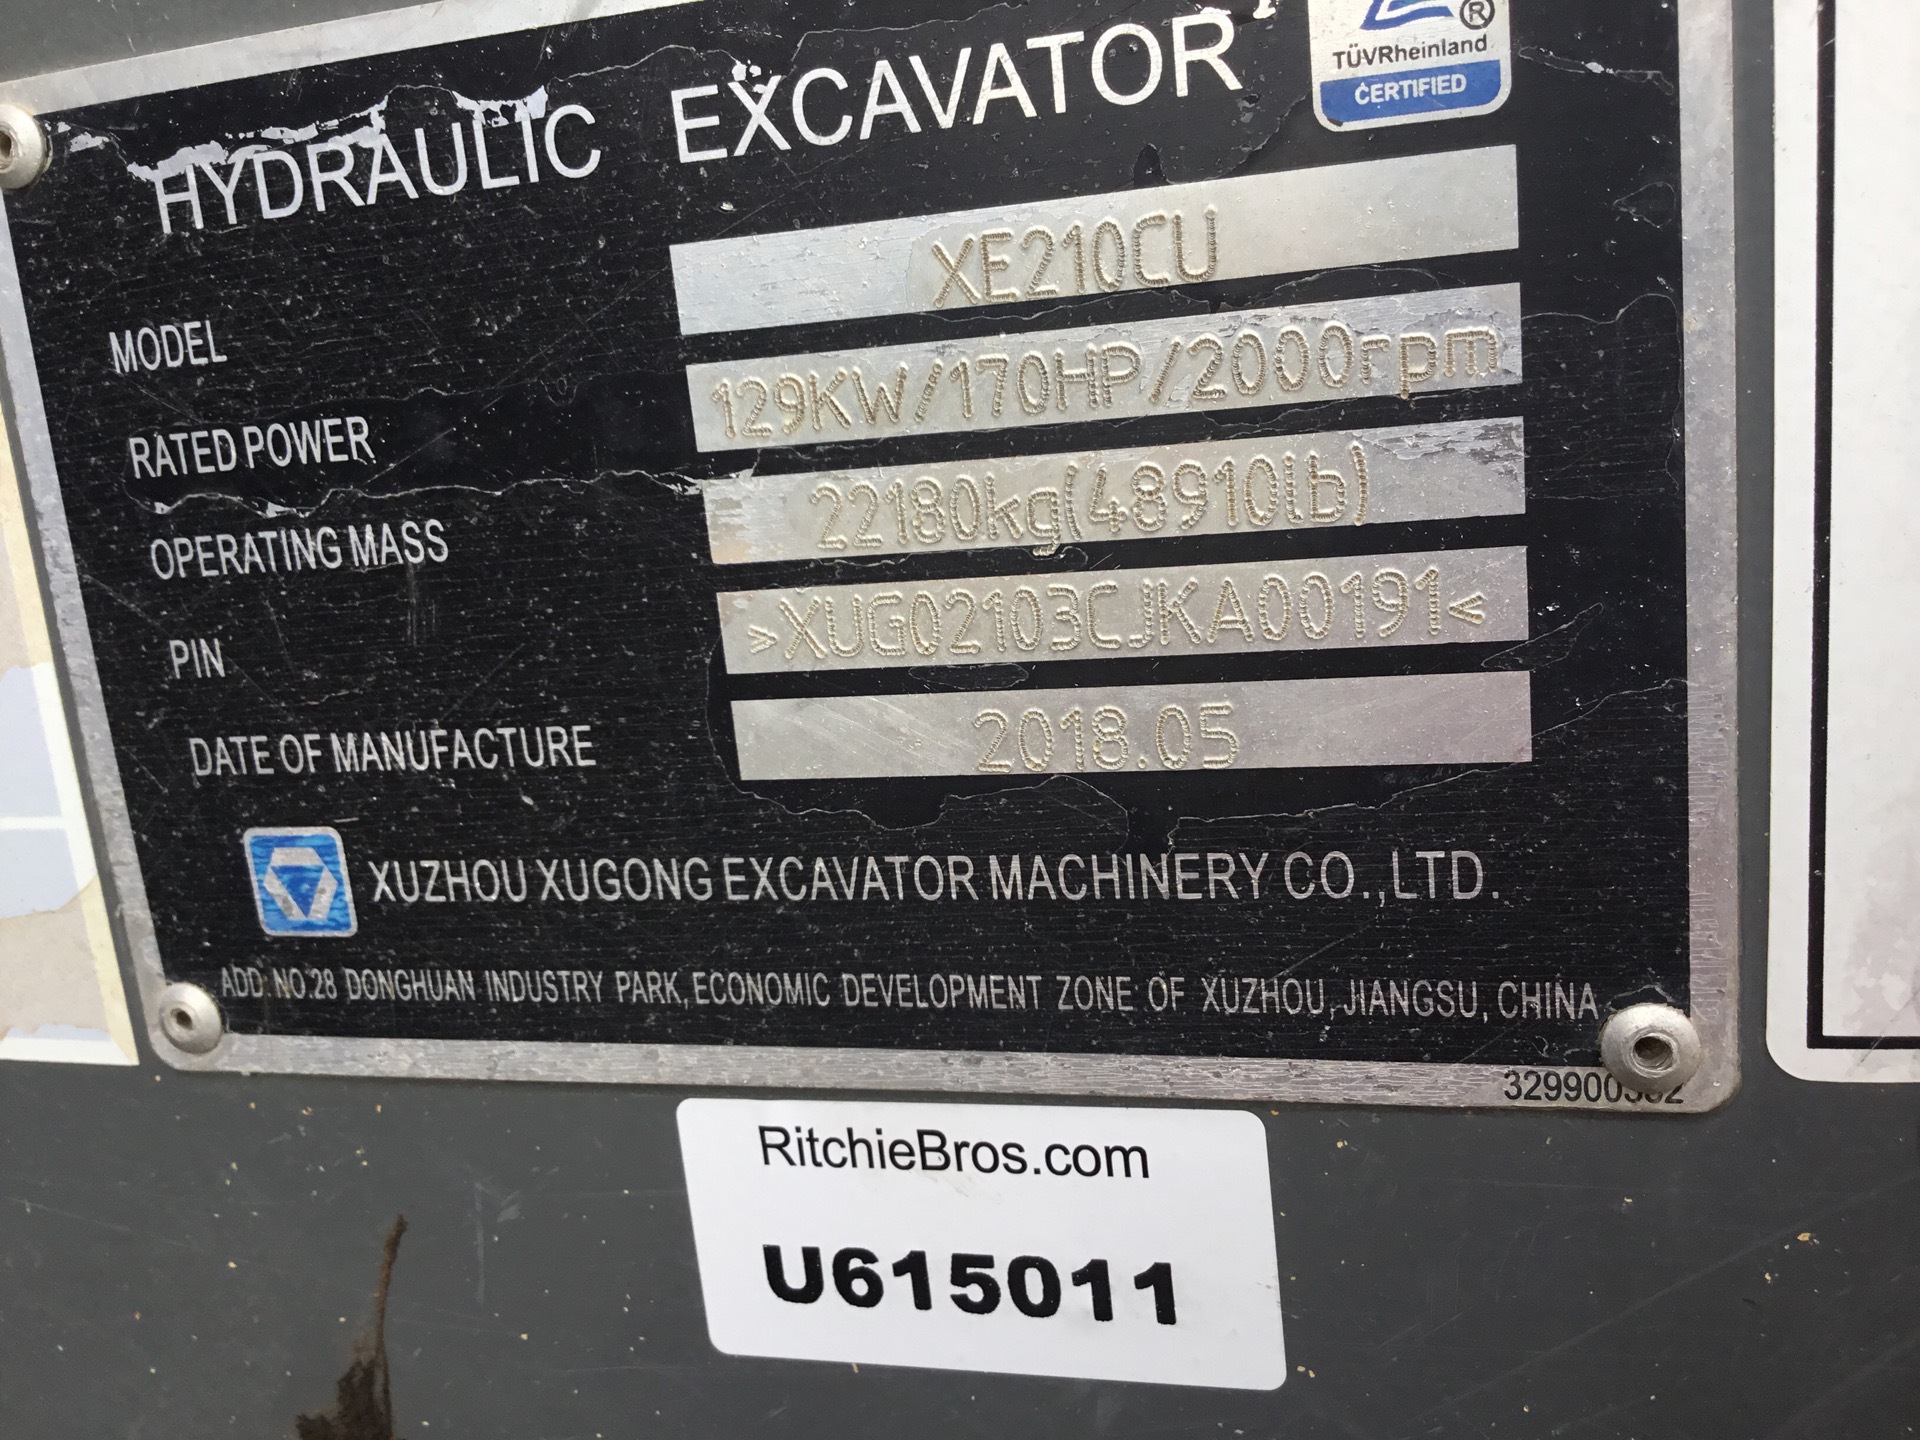 HYDRAULIC EXCAVATOR
TÜVRheinland ®
CERTIFIED
MODEL XE210CU
RATED POWER 129KW/170HP/2000rpm
OPERATING MASS 22180kg(48910lb)
PIN >XUG02103CJKA00191<
DATE OF MANUFACTURE 2018.05
XUZHOU XUGONG EXCAVATOR MACHINERY CO.,LTD.
ADD: NO.28 DONGHUAN INDUSTRY PARK, ECONOMIC DEVELOPMENT ZONE OF XUZHOU, JIANGSU, CHINA
RitchieBros.com
U615011